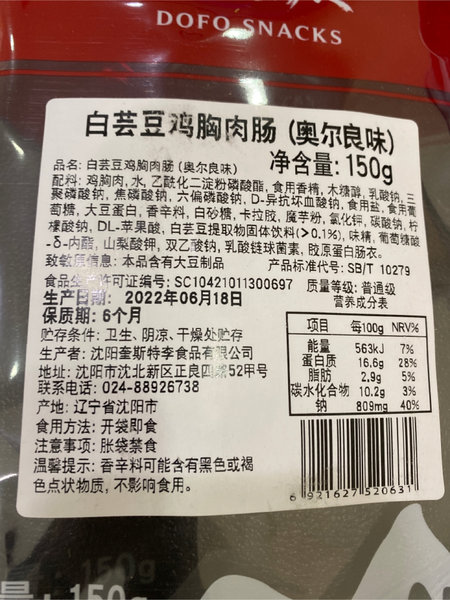 DOFO SNACKS
白芸豆鸡胸肉肠 (奥尔良味)
净含量: 150g
品名: 白芸豆鸡胸肉肠 (奥尔良味)
配料: 鸡胸肉, 水, 乙酰化二淀粉磷酸酯, 食用香精, 木糖醇, 乳酸钠, 三
聚磷酸钠, 焦磷酸钠, 六偏磷酸钠, D-异抗坏血酸钠, 食用盐, 食用葡
萄糖, 大豆蛋白, 香辛料, 白砂糖, 卡拉胶, 魔芋粉, 氯化钾, 碳酸钠, 柠
檬酸钠, DL-苹果酸, 白芸豆提取物固体饮料(>0.1%), 味精, 葡萄糖酸
-δ-内酯, 山梨酸钾, 双乙酸钠, 乳酸链球菌素, 胶原蛋白肠衣。
致敏质信息: 本品含有大豆制品
产品标准代号: SB/T 10279
食品生产许可证编号: SC10421011300697
质量等级: 普通级
生产日期: 2022年06月18日
营养成分表
保质期: 6个月
贮存条件: 卫生、阴凉、干燥处贮存
生产者: 沈阳奎斯特李食品有限公司
地址: 沈阳市沈北新区正良四路52甲号
联系电话: 024-88926738
产地: 辽宁省沈阳市
食用方法: 开袋即食
注意事项: 胀袋禁食
温馨提示: 香辛料可能含有黑色或褐
色点状物质, 不影响食用。
项目 每100g NRV%
能量 563kJ 7%
蛋白质 16.6g 28%
脂肪 2.9g 5%
碳水化合物 10.2g 3%
钠 809mg 40%
6 921627 520631
150g
量: 150g